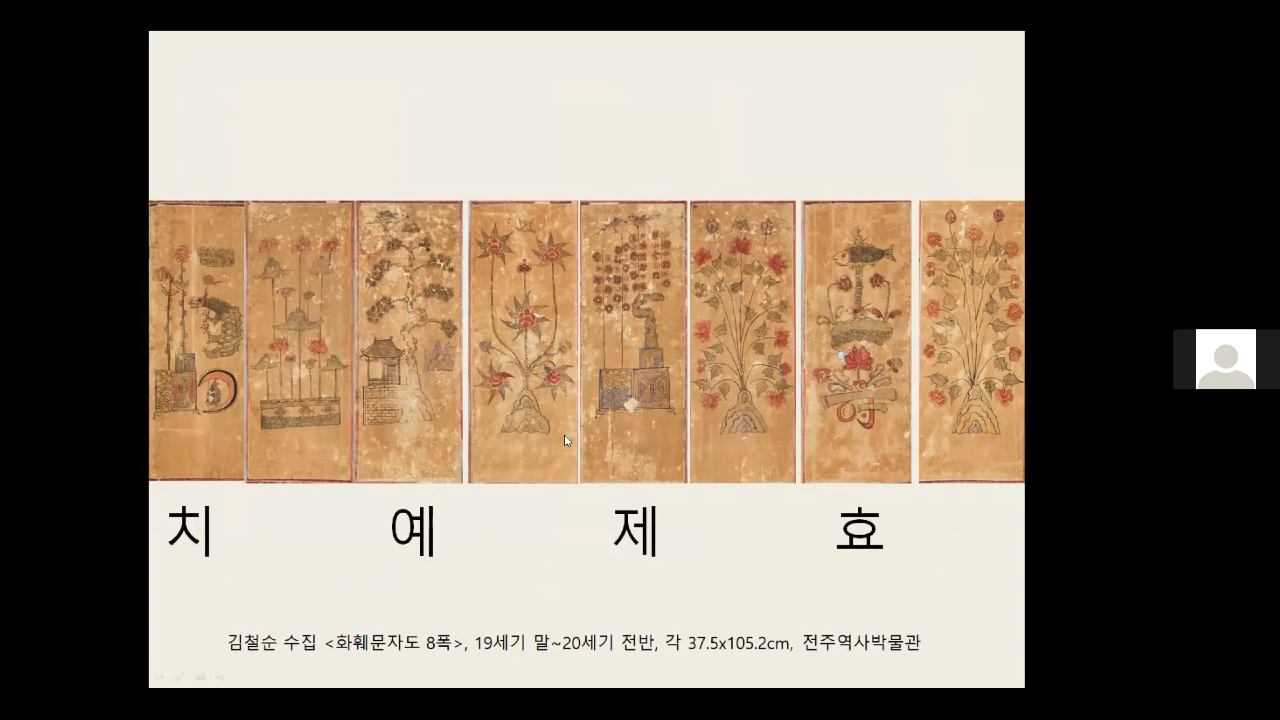 치 예 제 효
김철순 수집 <화훼문자도 8폭>, 19세기 말~20세기 전반, 각 37.5x105.2cm, 전주역사박물관